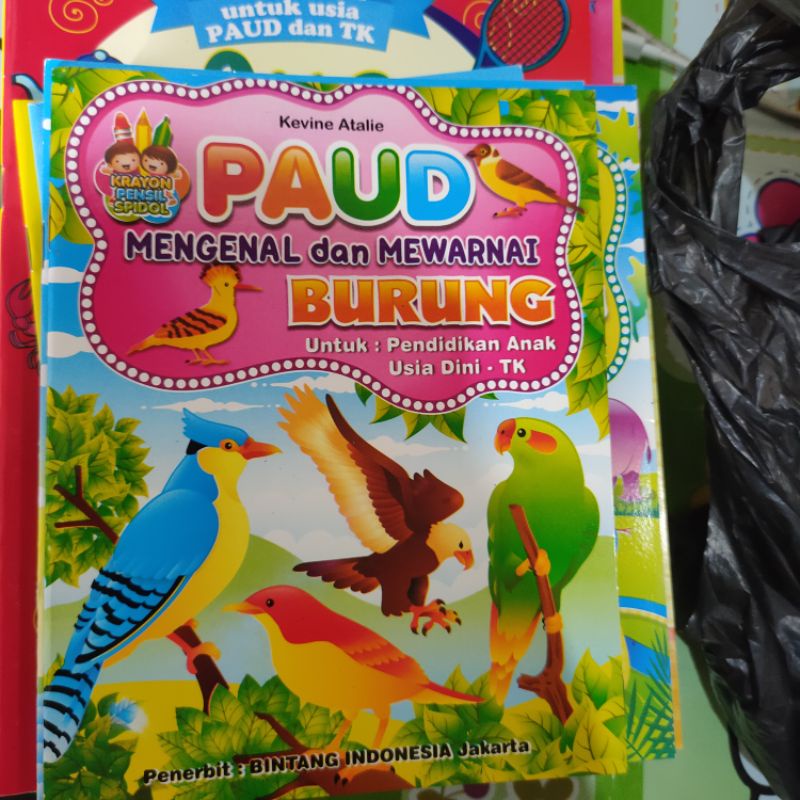 untuk usia
PAUD dan TK
Kevine Atalie
KRAYON
PENSIL
SPIDOL
PAUD
MENGENAL dan MEWARNAI
BURUNG
Untuk : Pendidikan Anak
Usia Dini - TK
Penerbit : BINTANG INDONESIA Jakarta